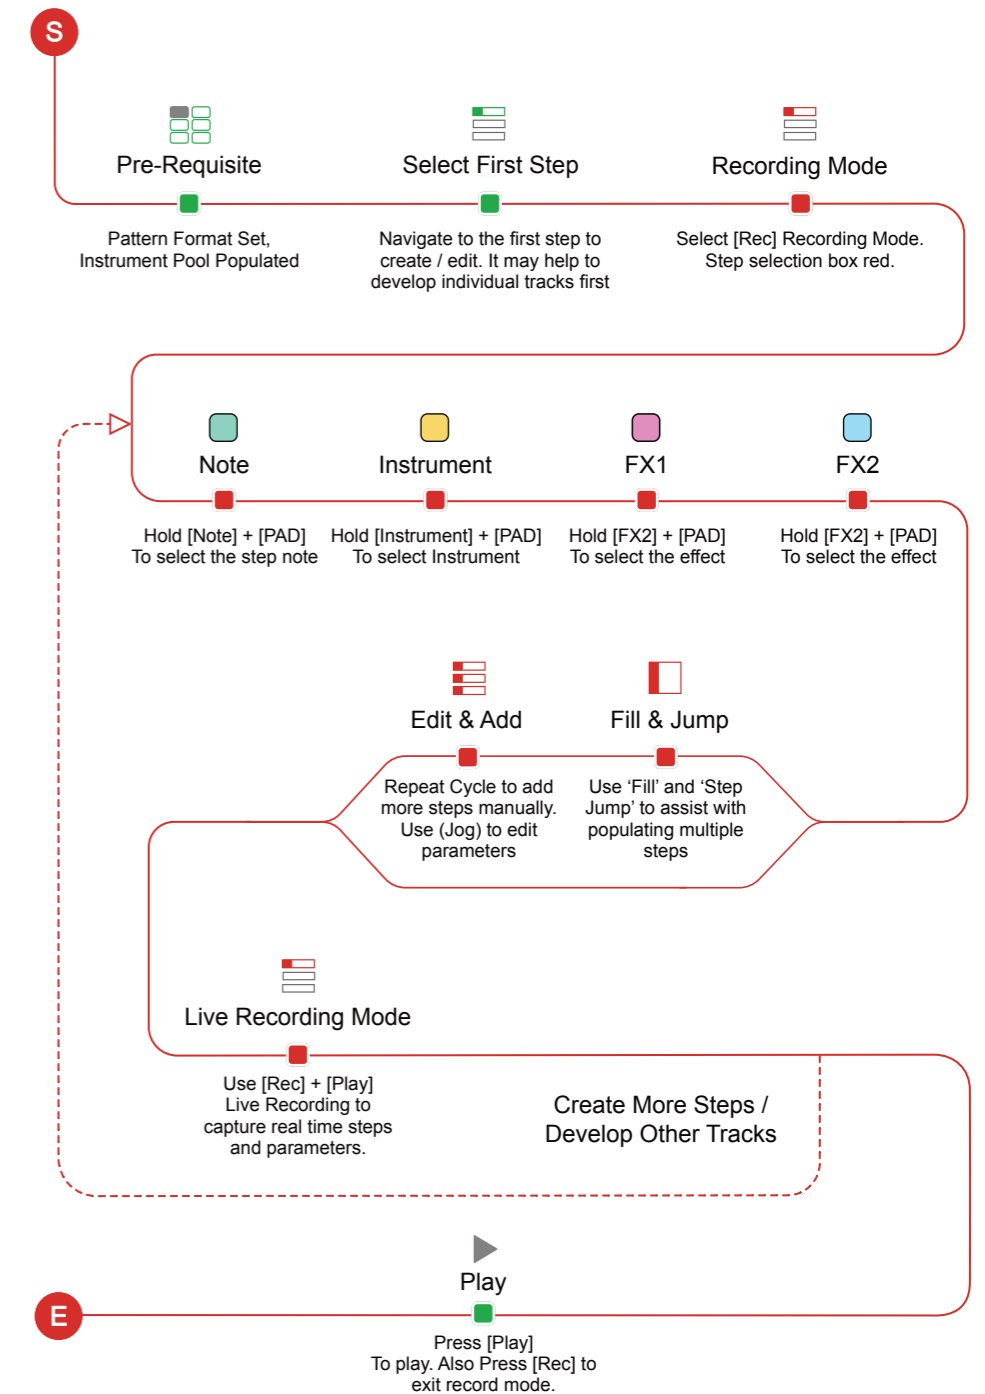 S
Pre-Requisite
Pattern Format Set,
Instrument Pool Populated
Select First Step
Navigate to the first step to
create / edit. It may help to
develop individual tracks first
Recording Mode
Select [Rec] Recording Mode.
Step selection box red.
Note
Hold [Note] + [PAD]
To select the step note
Instrument
Hold [Instrument] + [PAD]
To select Instrument
FX1
Hold [FX2] + [PAD]
To select the effect
FX2
Hold [FX2] + [PAD]
To select the effect
Edit & Add
Repeat Cycle to add
more steps manually.
Use (Jog) to edit
parameters
Fill & Jump
Use ‘Fill’ and ‘Step
Jump’ to assist with
populating multiple
steps
Live Recording Mode
Use [Rec] + [Play]
Live Recording to
capture real time steps
and parameters.
Create More Steps /
Develop Other Tracks
Play
E
Press [Play]
To play. Also Press [Rec] to
exit record mode.